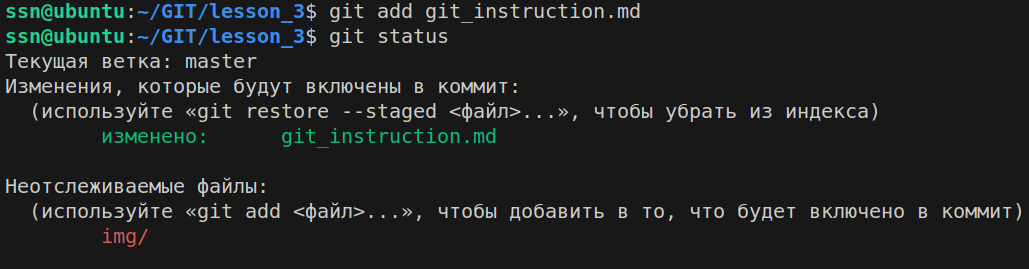 ssn@ubuntu:~/GIT/lesson_3$ git add git_instruction.md
ssn@ubuntu:~/GIT/lesson_3$ git status
Текущая ветка: master
Изменения, которые будут включены в коммит:
  (используйте «git restore --staged <файл>...», чтобы убрать из индекса)
        изменено:      git_instruction.md

Неотслеживаемые файлы:
  (используйте «git add <файл>...», чтобы добавить в то, что будет включено в коммит)
        img/